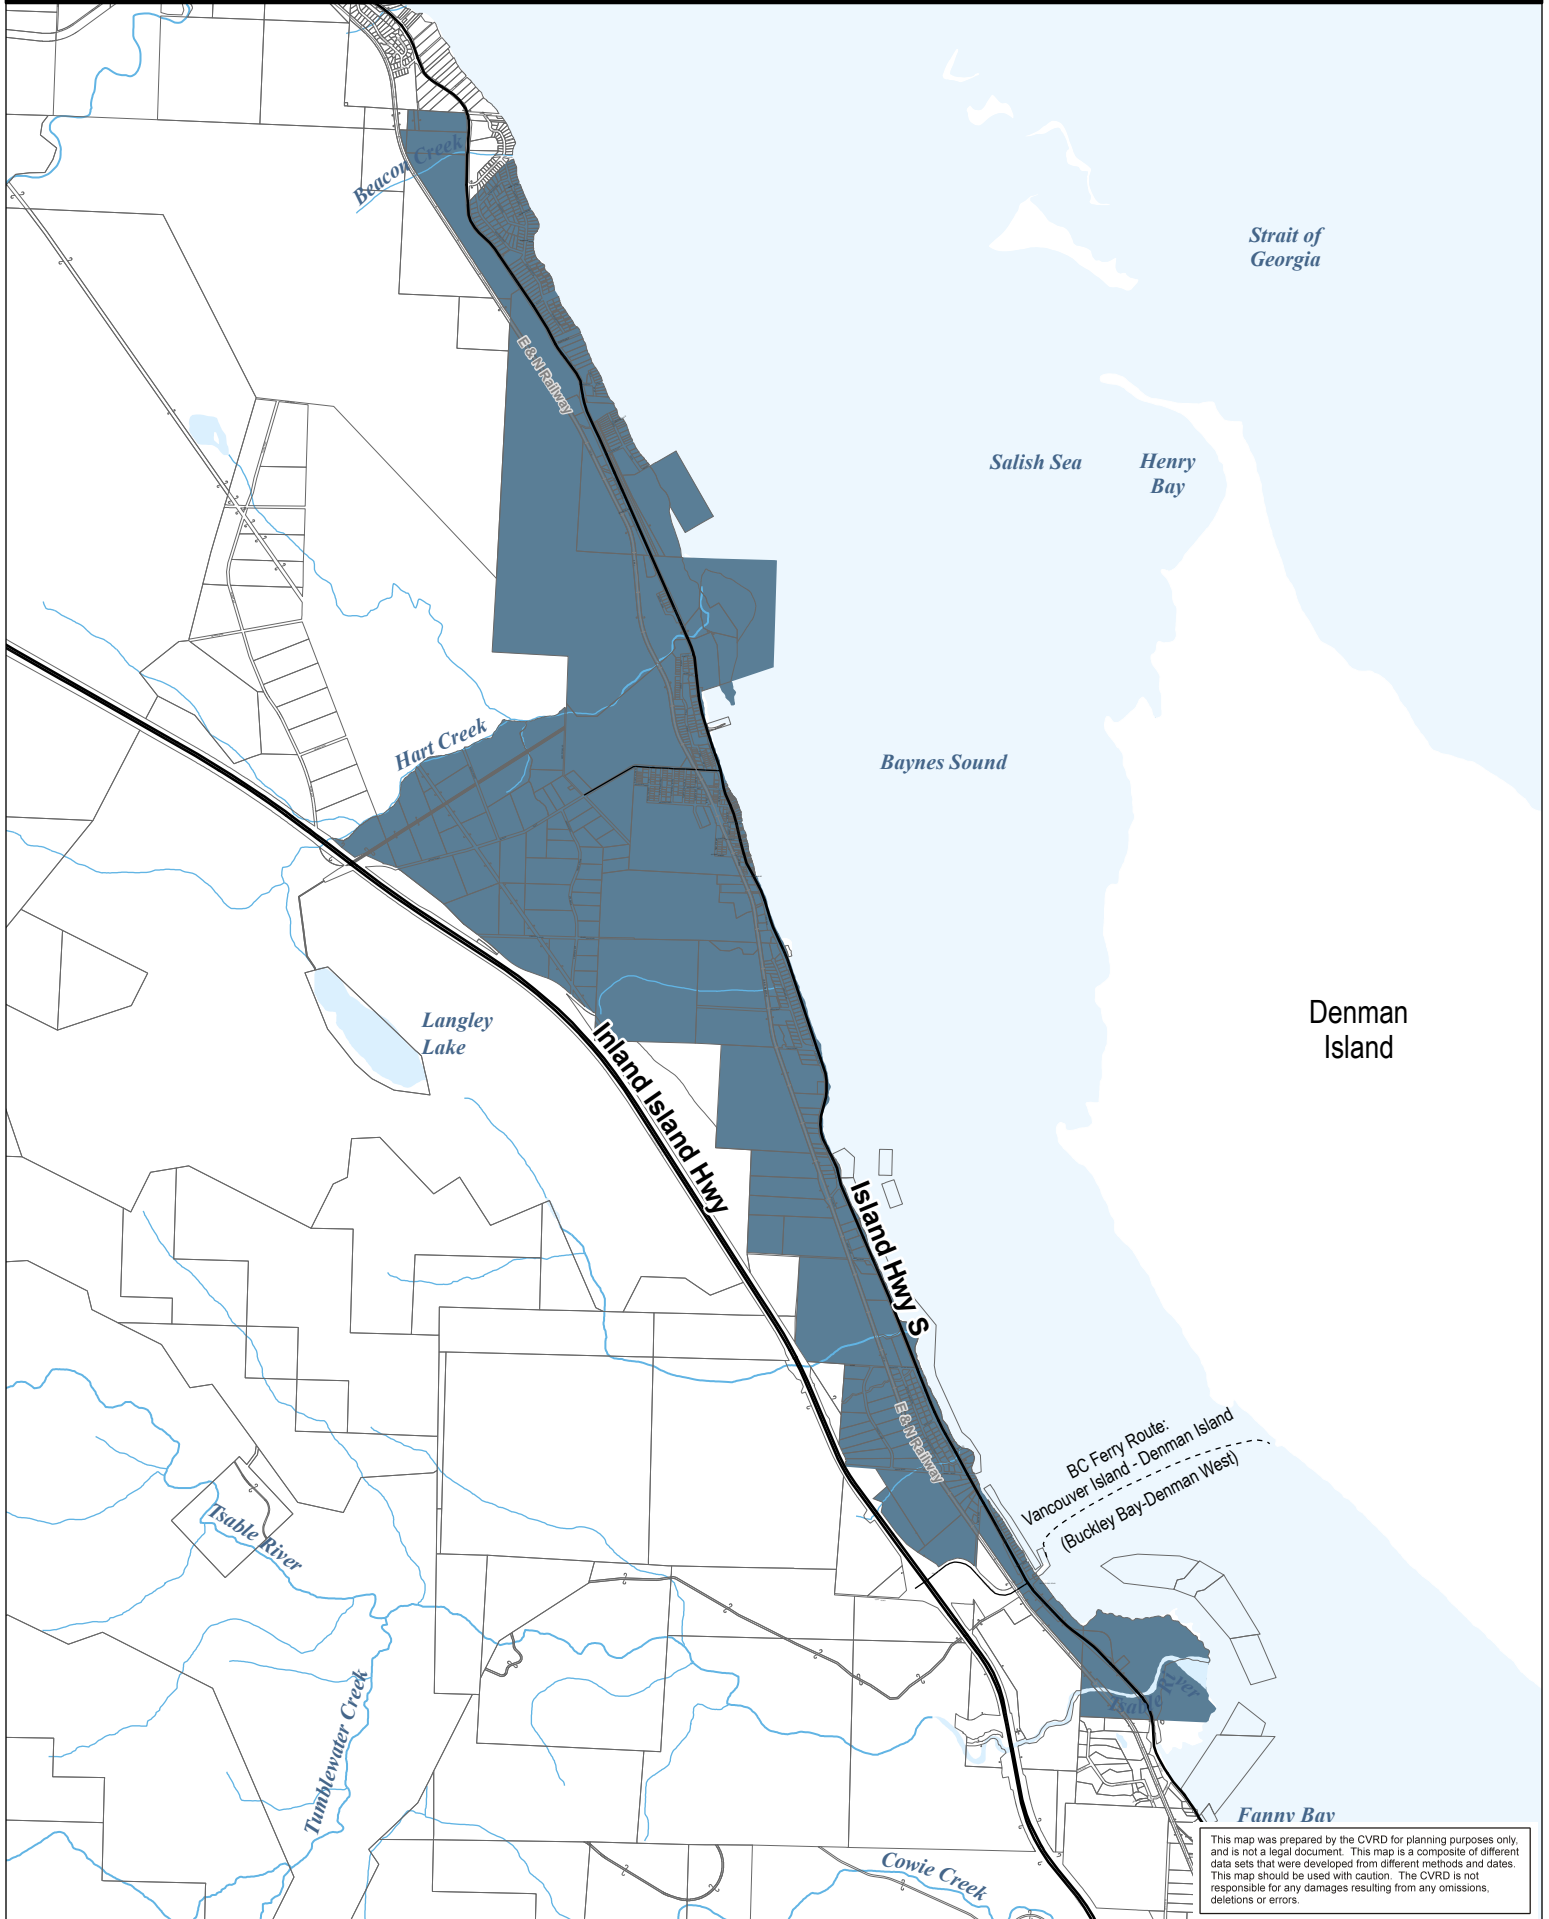 Beacon Creek
Strait of
Georgia
E & N Railway
Salish Sea
Henry
Bay
Hart Creek
Baynes Sound
Denman
Island
Langley
Lake
Inland Island Hwy
Island Hwy S
E & N Railway
BC Ferry Route:
Vancouver Island - Denman Island
(Buckley Bay-Denman West)
Tsable River
Tsable River
Tumblewater Creek
Fanny Bay
Cowie Creek
This map was prepared by the CVRD for planning purposes only,
and is not a legal document. This map is a composite of different
data sets that were developed from different methods and dates.
This map should be used with caution. The CVRD is not
responsible for any damages resulting from any omissions,
deletions or errors.